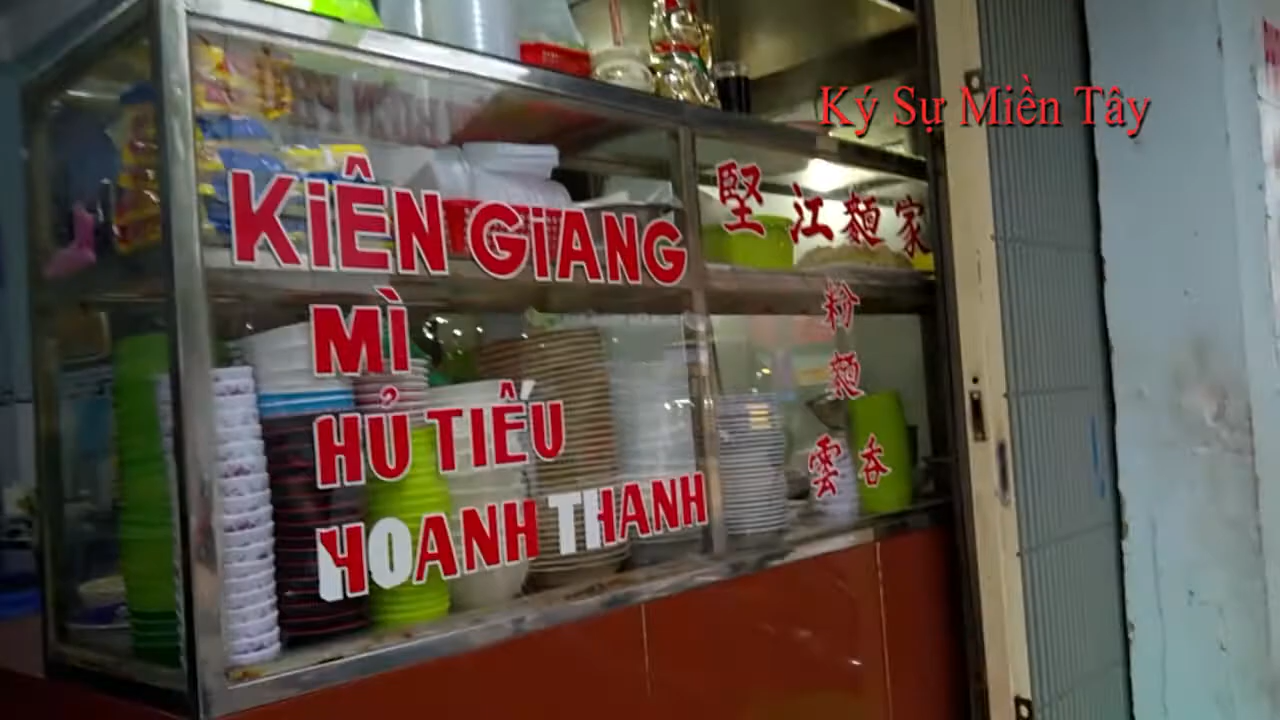 Ký Sự Miền Tây
KIÊN GIANG
MÌ
HỦ TIẾU
HOANH THANH
堅江麵家
粉
麵
雲吞